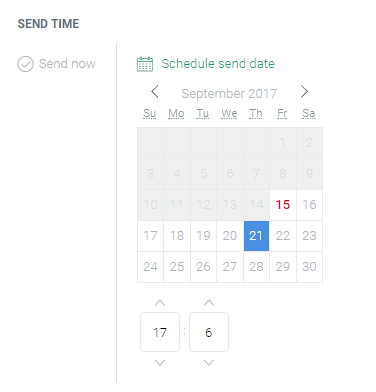 SEND TIME
Send now
Schedule send date
September 2017
Su Mo Tu We Th Fr Sa
1 2
3 4 5 6 7 8 9
10 11 12 13 14 15 16
17 18 19 20 21 22 23
24 25 26 27 28 29 30
17 : 6